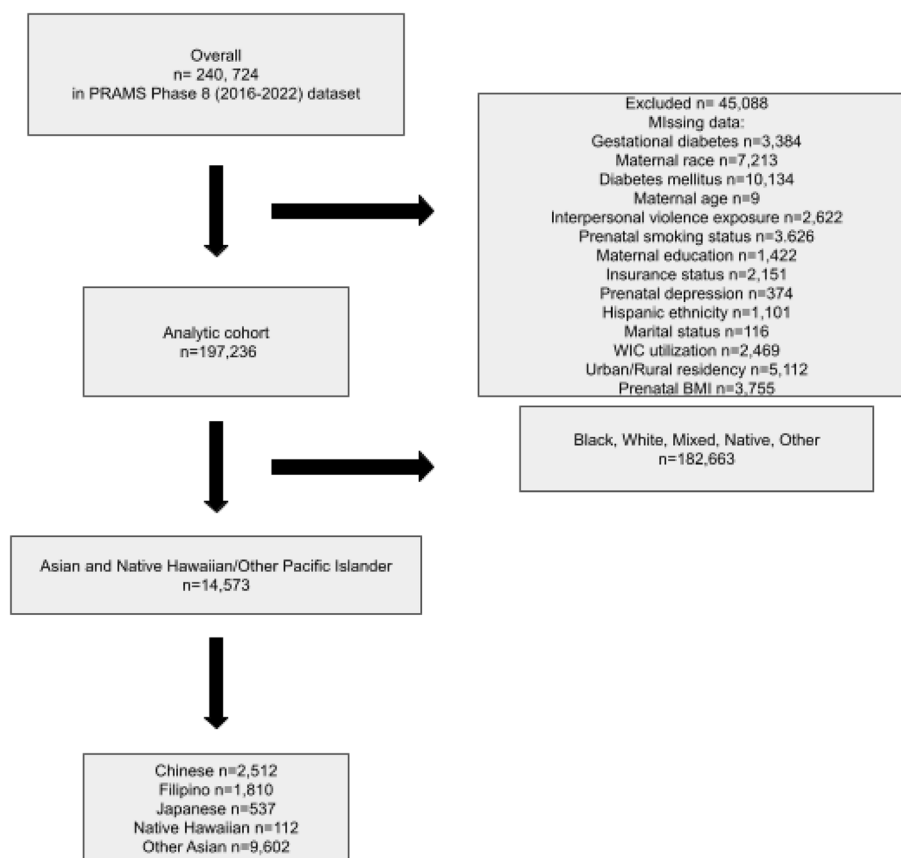 Overall
n= 240, 724
in PRAMS Phase 8 (2016-2022) dataset
Excluded n= 45,088
MIssing data:
Gestational diabetes n=3,384
Maternal race n=7,213
Diabetes mellitus n=10,134
Maternal age n=9
Interpersonal violence exposure n=2,622
Prenatal smoking status n=3.626
Maternal education n=1,422
Insurance status n=2,151
Prenatal depression n=374
Hispanic ethnicity n=1,101
Marital status n=116
WIC utilization n=2,469
Urban/Rural residency n=5,112
Prenatal BMI n=3,755
Analytic cohort
n=197,236
Black, White, Mixed, Native, Other
n=182,663
Asian and Native Hawaiian/Other Pacific Islander
n=14,573
Chinese n=2,512
Filipino n=1,810
Japanese n=537
Native Hawaiian n=112
Other Asian n=9,602